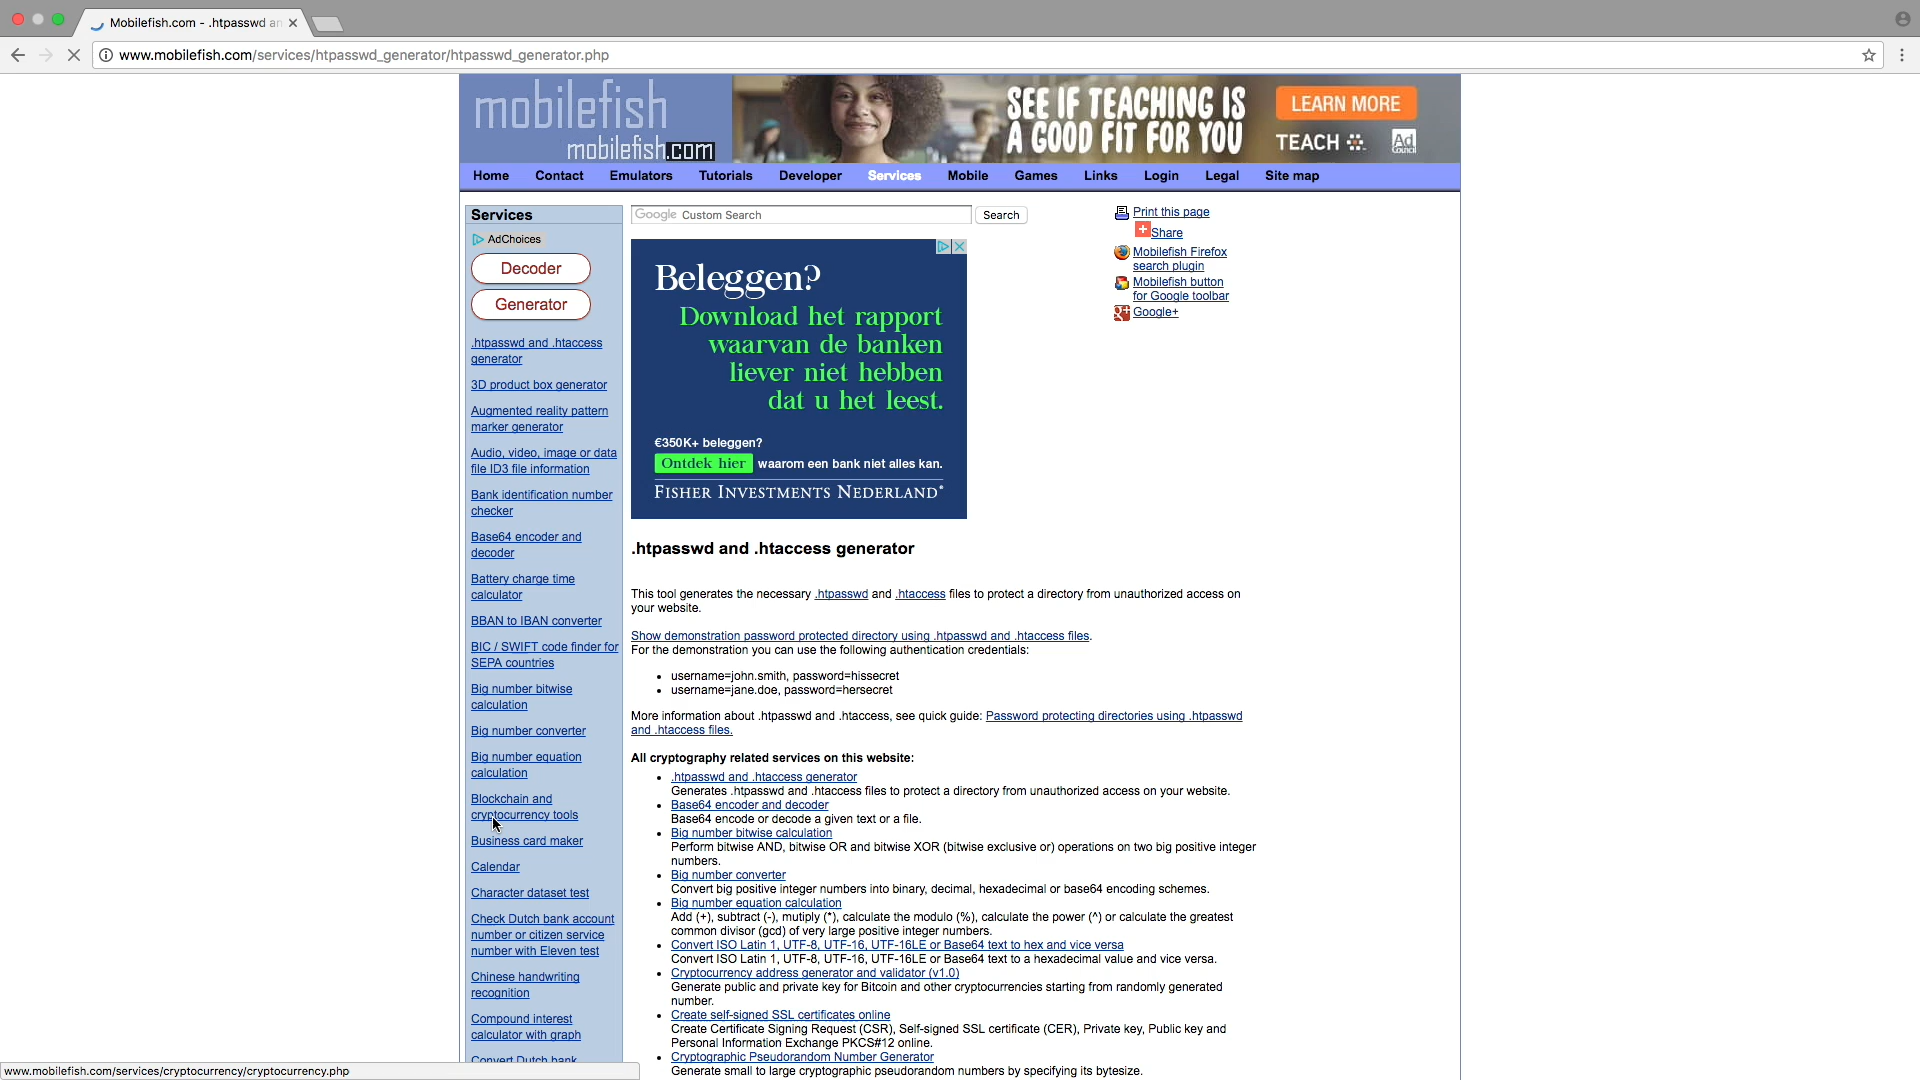 Mobilefish.com - .htpasswd an
www.mobilefish.com/services/htpasswd_generator/htpasswd_generator.php
mobilefish
mobilefish.com
SEE IF TEACHING IS
A GOOD FIT FOR YOU
LEARN MORE
TEACH
Ad
COUNCIL
Home
Contact
Emulators
Tutorials
Developer
Services
Mobile
Games
Links
Login
Legal
Site map
Services
AdChoices
Decoder
Generator
.htpasswd and .htaccess
generator
3D product box generator
Augmented reality pattern
marker generator
Audio, video, image or data
file ID3 file information
Bank identification number
checker
Base64 encoder and
decoder
Battery charge time
calculator
BBAN to IBAN converter
BIC / SWIFT code finder for
SEPA countries
Big number bitwise
calculation
Big number converter
Big number equation
calculation
Blockchain and
cryptocurrency tools
Business card maker
Calendar
Character dataset test
Check Dutch bank account
number or citizen service
number with Eleven test
Chinese handwriting
recognition
Compound interest
calculator with graph
Convert Dutch bank
Google Custom Search
Search
Print this page
Share
Mobilefish Firefox
search plugin
Mobilefish button
for Google toolbar
Google+
Beleggen?
Download het rapport
waarvan de banken
liever niet hebben
dat u het leest.
€350K+ beleggen?
Ontdek hier waarom een bank niet alles kan.
FISHER INVESTMENTS NEDERLAND®
.htpasswd and .htaccess generator
This tool generates the necessary .htpasswd and .htaccess files to protect a directory from unauthorized access on
your website.
Show demonstration password protected directory using .htpasswd and .htaccess files.
For the demonstration you can use the following authentication credentials:
• username=john.smith, password=hissecret
• username=jane.doe, password=hersecret
More information about .htpasswd and .htaccess, see quick guide: Password protecting directories using .htpasswd
and .htaccess files.
All cryptography related services on this website:
• .htpasswd and .htaccess generator
Generates .htpasswd and .htaccess files to protect a directory from unauthorized access on your website.
• Base64 encoder and decoder
Base64 encode or decode a given text or a file.
• Big number bitwise calculation
Perform bitwise AND, bitwise OR and bitwise XOR (bitwise exclusive or) operations on two big positive integer
numbers.
• Big number converter
Convert big positive integer numbers into binary, decimal, hexadecimal or base64 encoding schemes.
• Big number equation calculation
Add (+), subtract (-), mutiply (*), calculate the modulo (%), calculate the power (^) or calculate the greatest
common divisor (gcd) of very large positive integer numbers.
• Convert ISO Latin 1, UTF-8, UTF-16, UTF-16LE or Base64 text to hex and vice versa
Convert ISO Latin 1, UTF-8, UTF-16, UTF-16LE or Base64 text to a hexadecimal value and vice versa.
• Cryptocurrency address generator and validator (v1.0)
Generate public and private key for Bitcoin and other cryptocurrencies starting from randomly generated
number.
• Create self-signed SSL certificates online
Create Certificate Signing Request (CSR), Self-signed SSL certificate (CER), Private key, Public key and
Personal Information Exchange PKCS#12 online.
• Cryptographic Pseudorandom Number Generator
Generate small to large cryptographic pseudorandom numbers by specifying its bytesize.
www.mobilefish.com/services/cryptocurrency/cryptocurrency.php